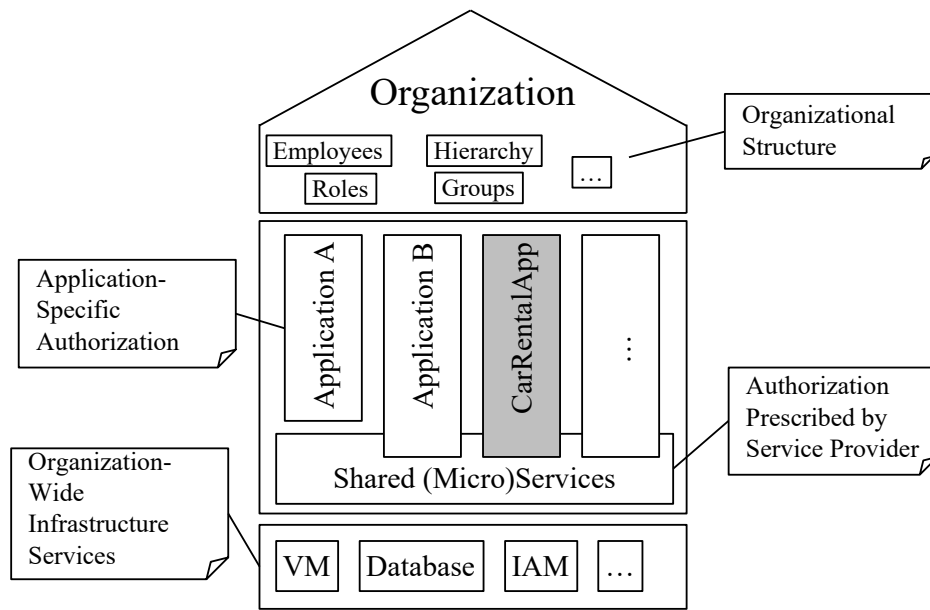 Organization
Employees
Hierarchy
Roles
Groups
...
Organizational
Structure
Application-
Specific
Authorization
Application A
Application B
CarRentalApp
...
Shared (Micro)Services
Authorization
Prescribed by
Service Provider
Organization-
Wide
Infrastructure
Services
VM
Database
IAM
...